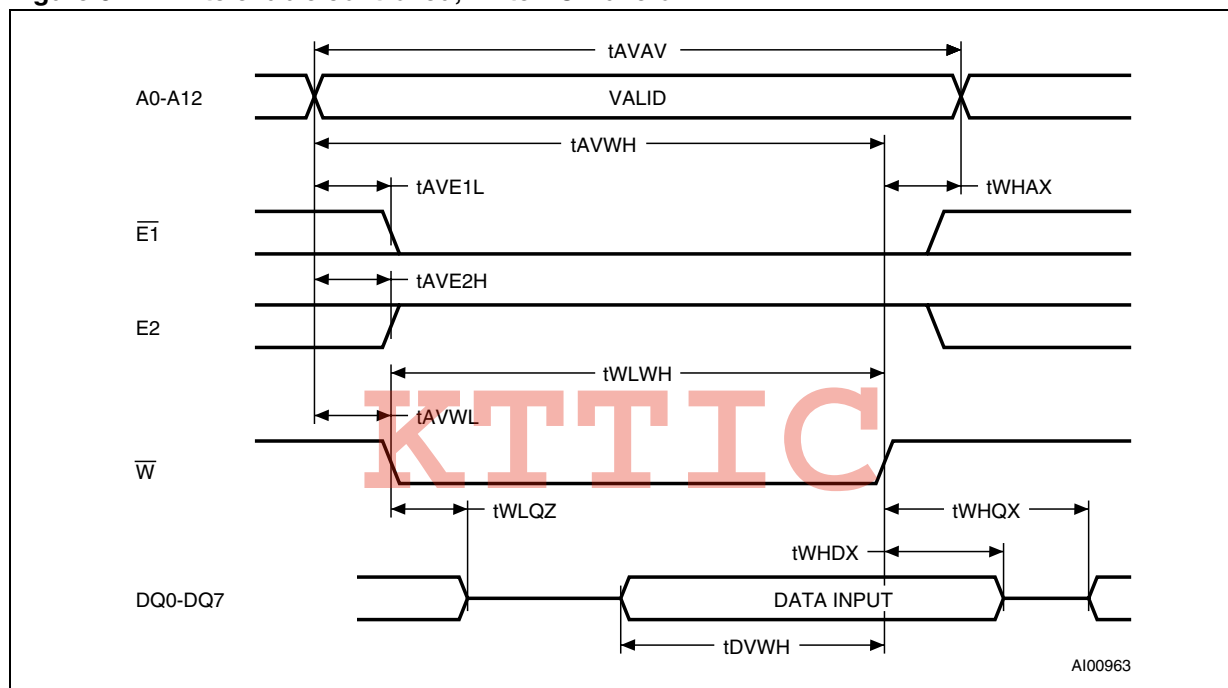 tAVAV
A0-A12
VALID
tAVWH
tAVE1L
tWHAX
E1
tAVE2H
E2
tWLWH
KTTIC
tAVWL
W
tWLQZ
tWHQX
tWHDX
DQ0-DQ7
DATA INPUT
tDVWH
AI00963